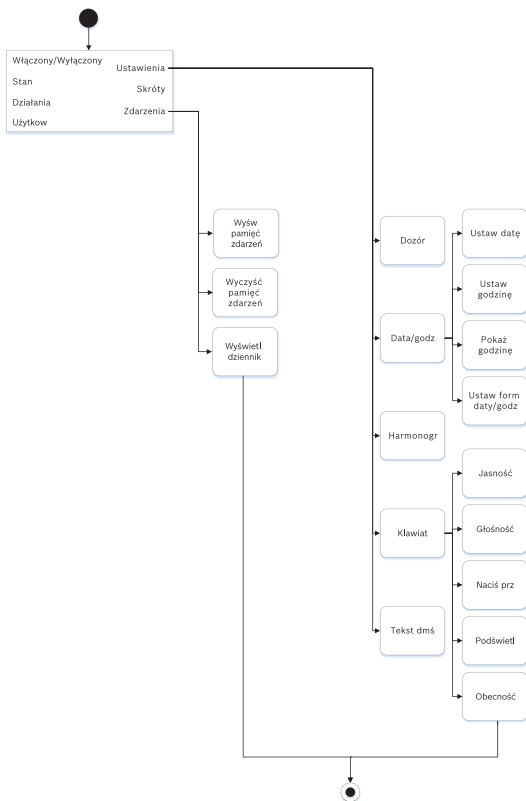 Włączony/Wyłączony
Stan
Działania
Użytkow
Ustawienia
Skróty
Zdarzenia
Wyśw
pamięć
zdarzeń
Wyczyść
pamięć
zdarzeń
Wyświetl
dziennik
Dozór
Data/godz
Harmonogr
Klawiat
Tekst dmś
Ustaw datę
Ustaw
godzinę
Pokaż
godzinę
Ustaw form
daty/godz
Jasność
Głośność
Naciś prz
Podświetl
Obecność